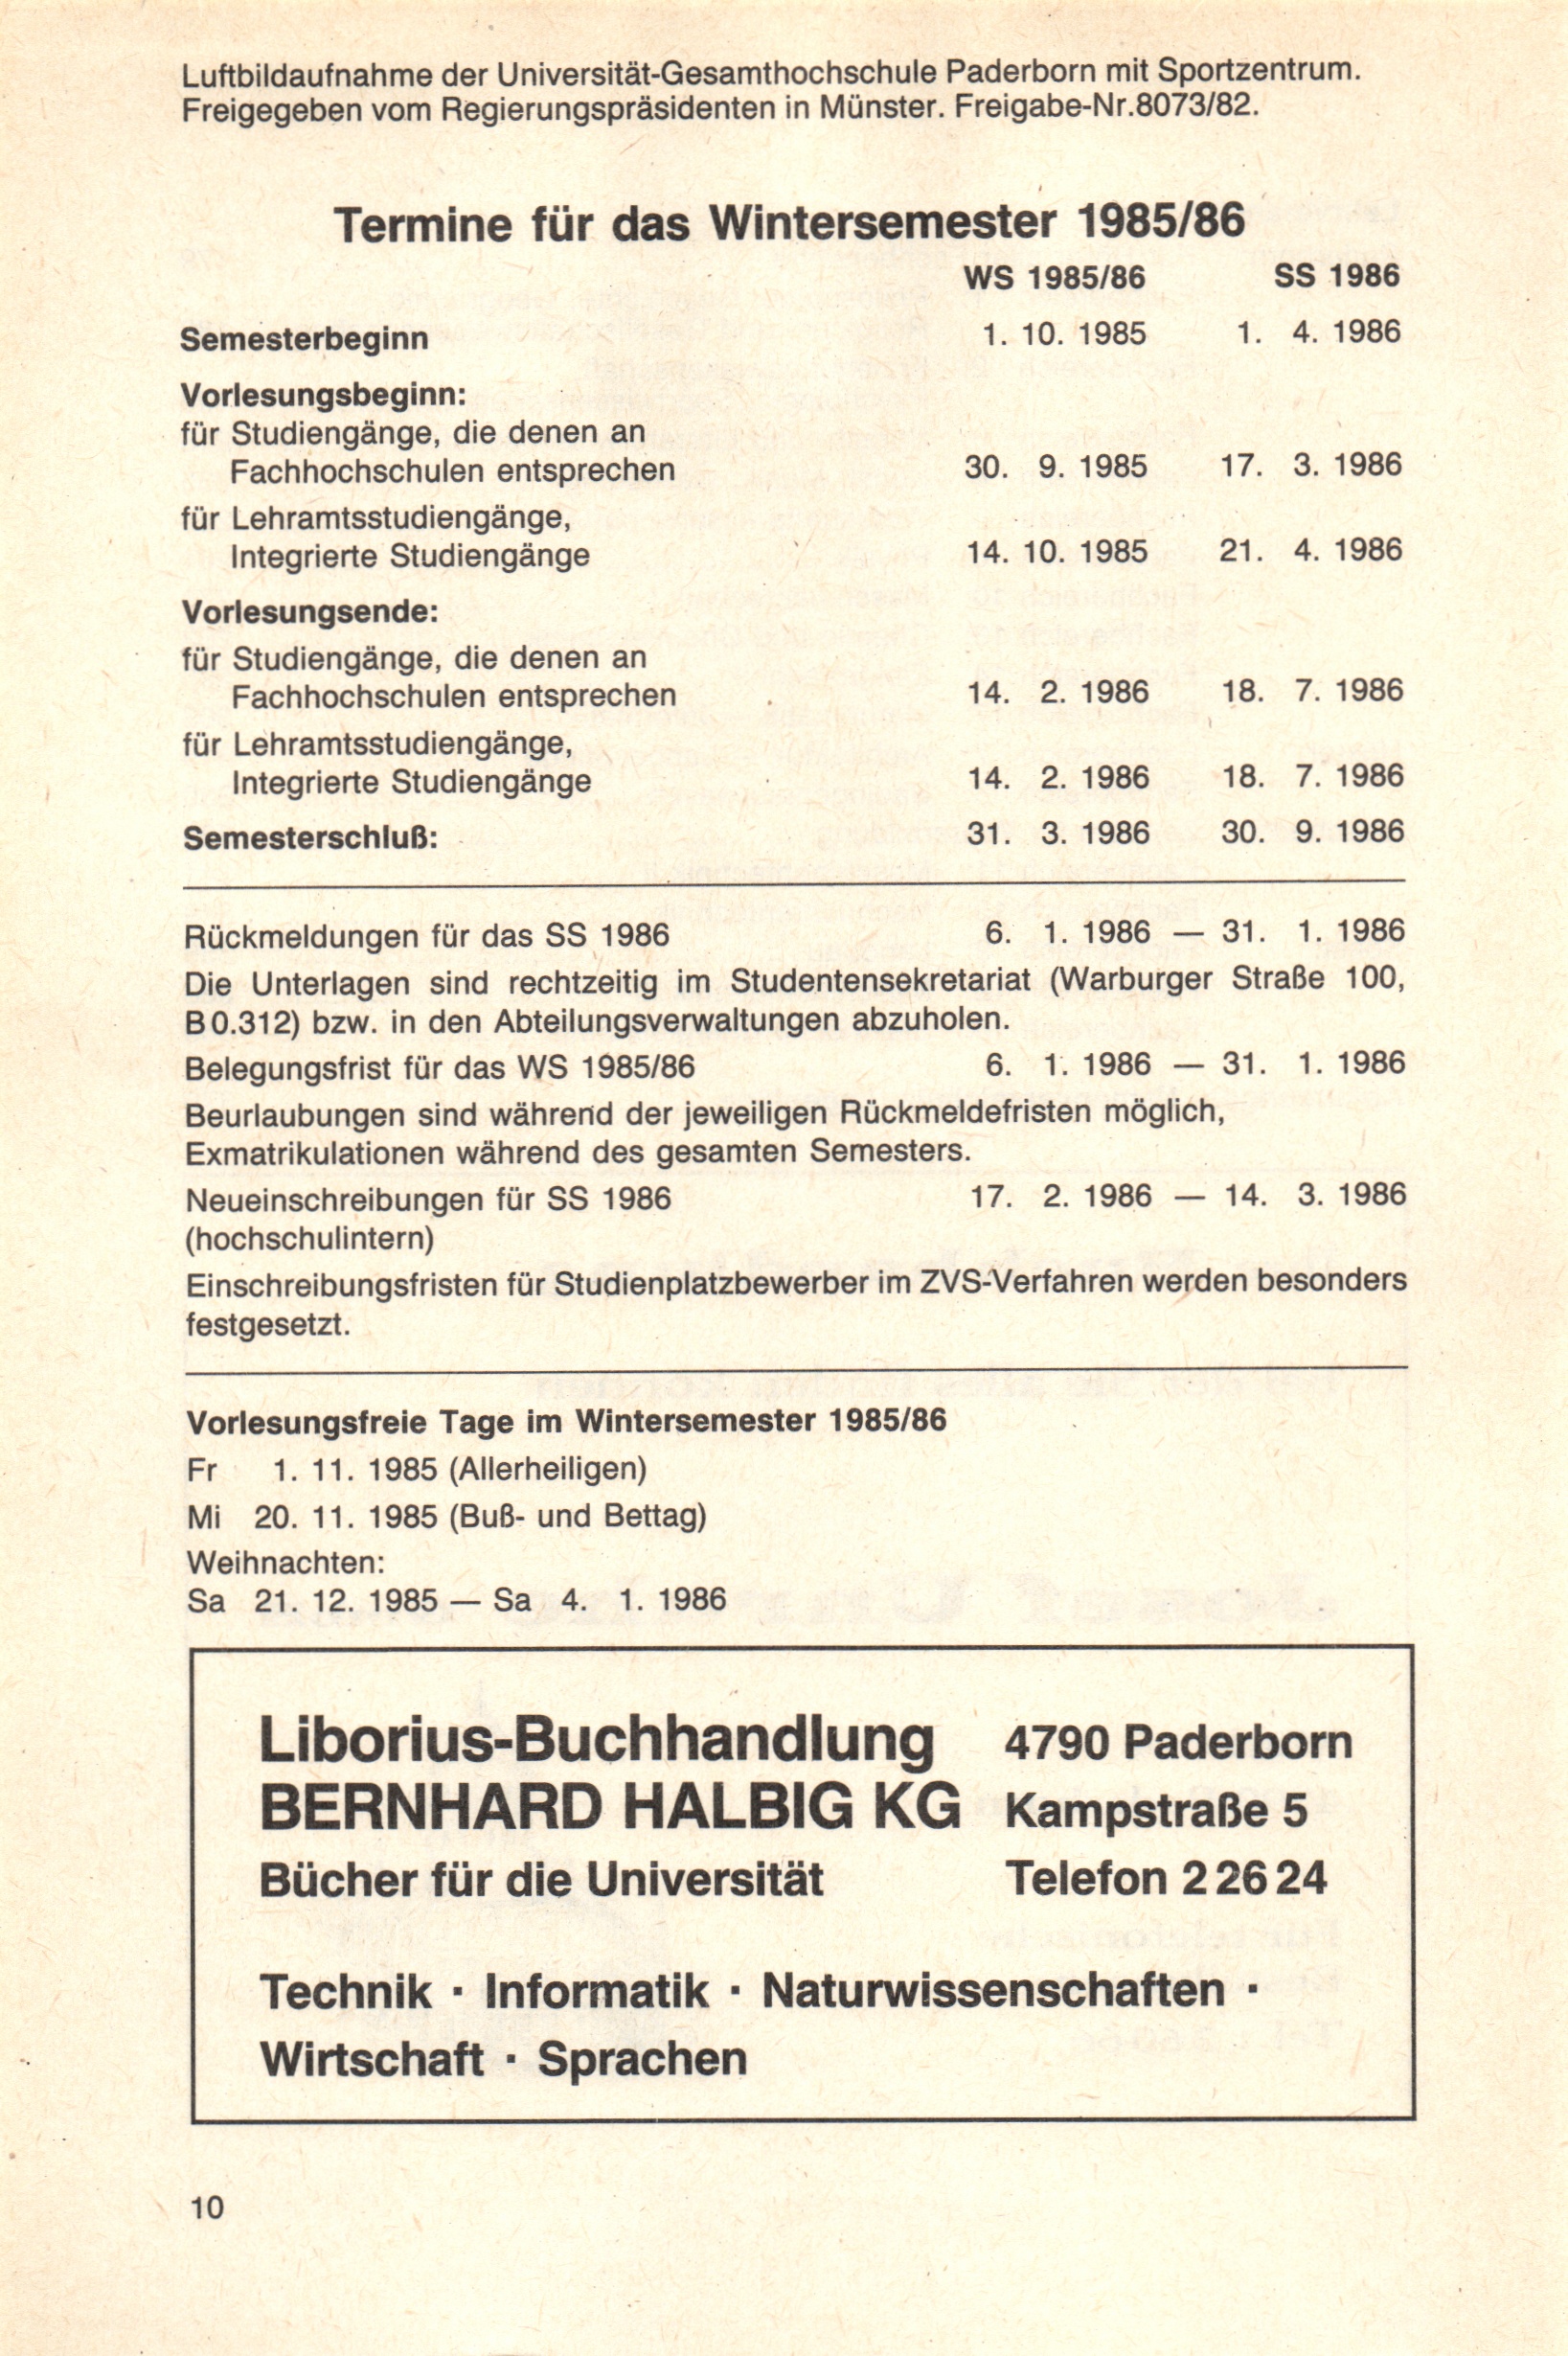 Luftbildaufnahme der Universität-Gesamthochschule Paderborn mit Sportzentrum.
Freigegeben vom Regierungspräsidenten in Münster. Freigabe-Nr.8073/82.
Termine für das Wintersemester 1985/86
WS 1985/86 SS 1986
Semesterbeginn 1. 10. 1985 1. 4. 1986
Vorlesungsbeginn:
für Studiengänge, die denen an
Fachhochschulen entsprechen 30. 9. 1985 17. 3. 1986
für Lehramtsstudiengänge,
Integrierte Studiengänge 14. 10. 1985 21. 4. 1986
Vorlesungsende:
für Studiengänge, die denen an
Fachhochschulen entsprechen 14. 2. 1986 18. 7. 1986
für Lehramtsstudiengänge,
Integrierte Studiengänge 14. 2. 1986 18. 7. 1986
Semesterschluß: 31. 3. 1986 30. 9. 1986
Rückmeldungen für das SS 1986 6. 1. 1986 — 31. 1. 1986
Die Unterlagen sind rechtzeitig im Studentensekretariat (Warburger Straße 100,
B 0.312) bzw. in den Abteilungsverwaltungen abzuholen.
Belegungsfrist für das WS 1985/86 6. 1. 1986 — 31. 1. 1986
Beurlaubungen sind während der jeweiligen Rückmeldefristen möglich,
Exmatrikulationen während des gesamten Semesters.
Neueinschreibungen für SS 1986 17. 2. 1986 — 14. 3. 1986
(hochschulintern)
Einschreibungsfristen für Studienplatzbewerber im ZVS-Verfahren werden besonders
festgesetzt.
Vorlesungsfreie Tage im Wintersemester 1985/86
Fr 1. 11. 1985 (Allerheiligen)
Mi 20. 11. 1985 (Buß- und Bettag)
Weihnachten:
Sa 21. 12. 1985 — Sa 4. 1. 1986
Liborius-Buchhandlung 4790 Paderborn
BERNHARD HALBIG KG Kampstraße 5
Bücher für die Universität Telefon 2 26 24
Technik · Informatik · Naturwissenschaften ·
Wirtschaft · Sprachen
10